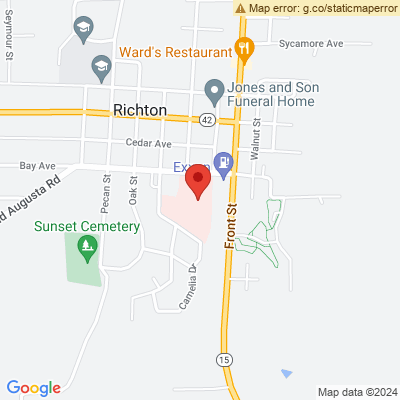 Map error: g.co/staticmaperror
Seymour St
Ward's Restaurant
Sycamore Ave
Jones and Son
Funeral Home
Richton
42
Walnut St
Cedar Ave
Bay Ave
Augusta Rd
Pecan St
Oak St
Sunset Cemetery
Front St
Camelia Dr
15
Google
Map data ©2024